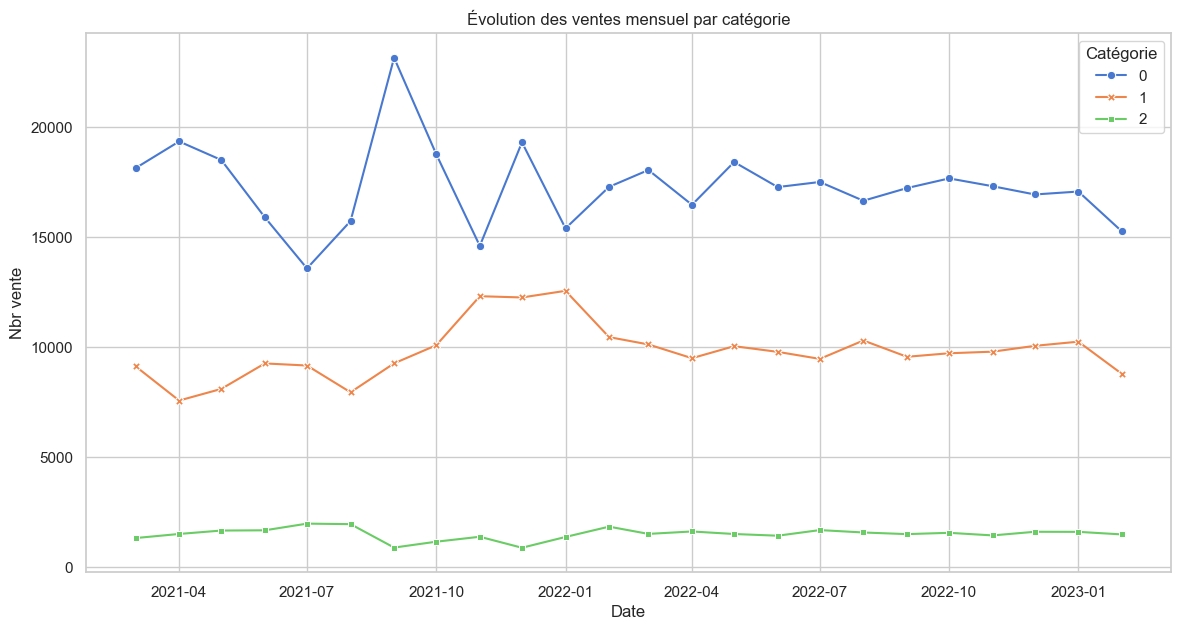 Évolution des ventes mensuel par catégorie
Catégorie
0
1
2
Nbr vente
20000
15000
10000
5000
0
2021-04 2021-07 2021-10 2022-01 2022-04 2022-07 2022-10 2023-01
Date